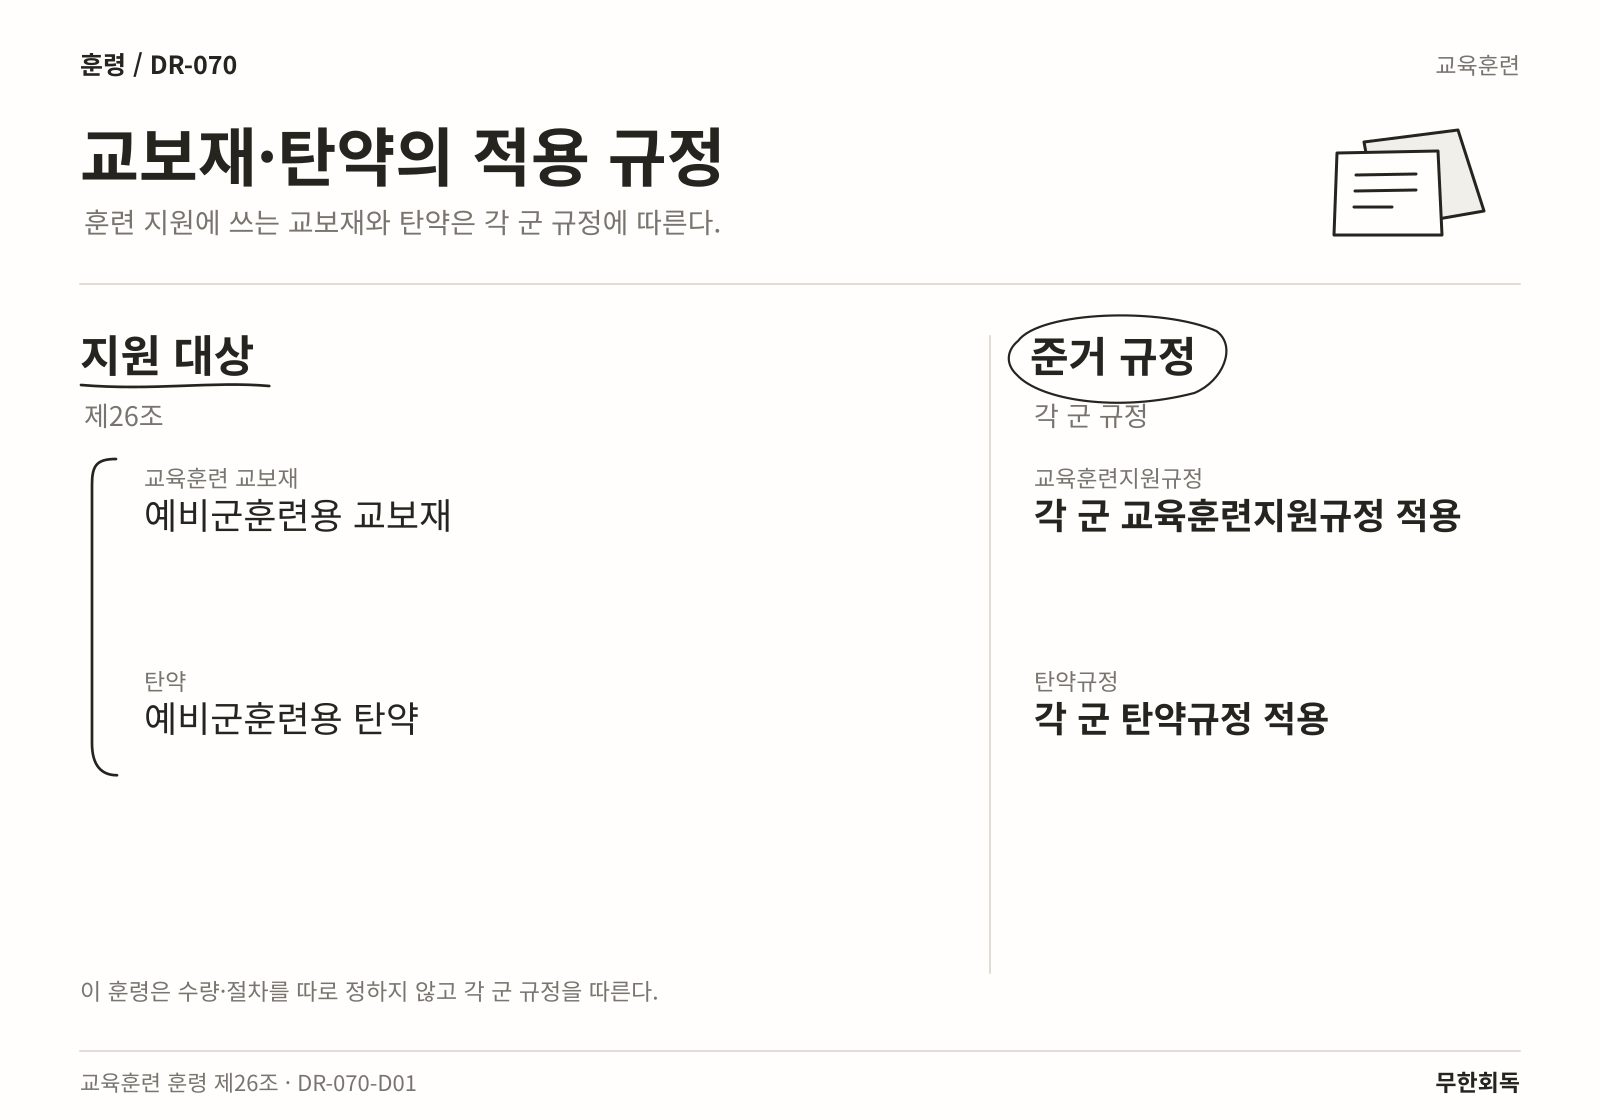 훈령 / DR-070
교육훈련
교보재·탄약의 적용 규정
훈련 지원에 쓰는 교보재와 탄약은 각 군 규정에 따른다.
지원 대상
제26조
교육훈련 교보재
예비군훈련용 교보재
탄약
예비군훈련용 탄약
준거 규정
각 군 규정
교육훈련지원규정
각 군 교육훈련지원규정 적용
탄약규정
각 군 탄약규정 적용
이 훈령은 수량·절차를 따로 정하지 않고 각 군 규정을 따른다.
교육훈련 훈령 제26조 · DR-070-D01
무한회독